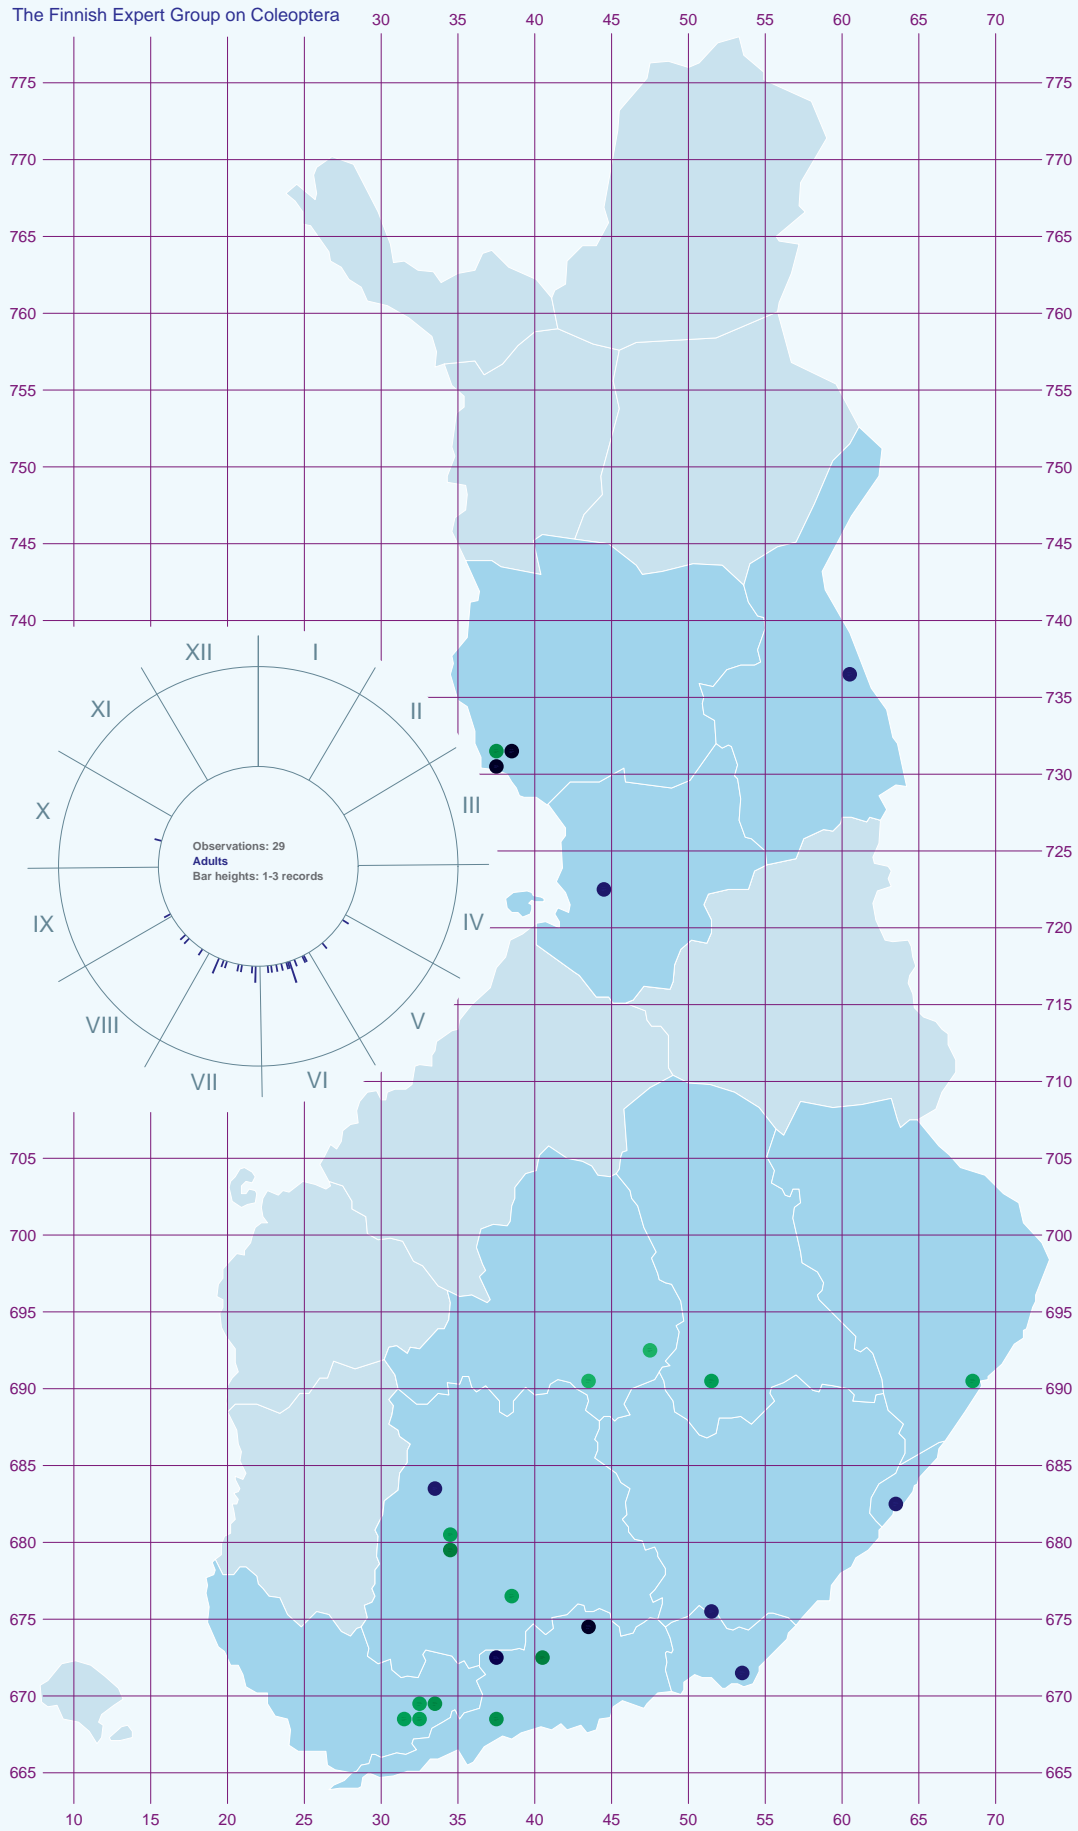 The Finnish Expert Group on Coleoptera
30 35 40 45 50 55 60 65 70
775 775
770 770
765 765
760 760
755 755
750 750
745 745
740 740
XII I
735
XI II
730
X III
Observations: 29
Adults
Bar heights: 1-3 records
725
IX IV
720
715
VIII V
710
VII VI
705 705
700 700
695 695
690 690
685 685
680 680
675 675
670 670
665 665
10 15 20 25 30 35 40 45 50 55 60 65 70